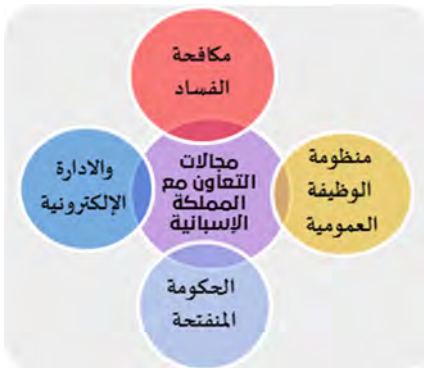 مكافحة
الفساد
منظومة
الوظيفة
العمومية
مجالات
التعاون مع
المملكة
الإسبانية
والادارة
الإلكترونية
الحكومة
المنفتحة